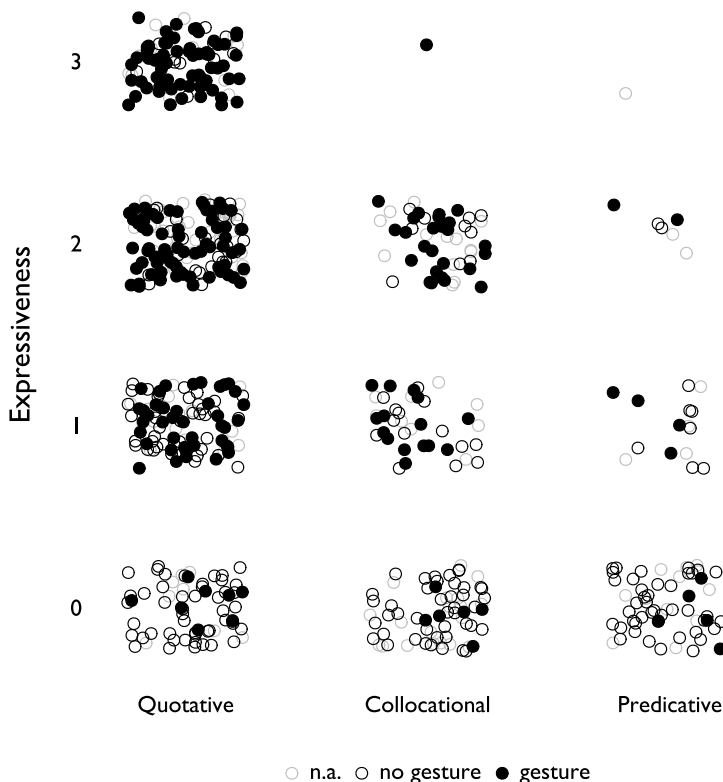 Expressiveness
3
2
1
0
Quotative Collocational Predicative
n.a. no gesture gesture